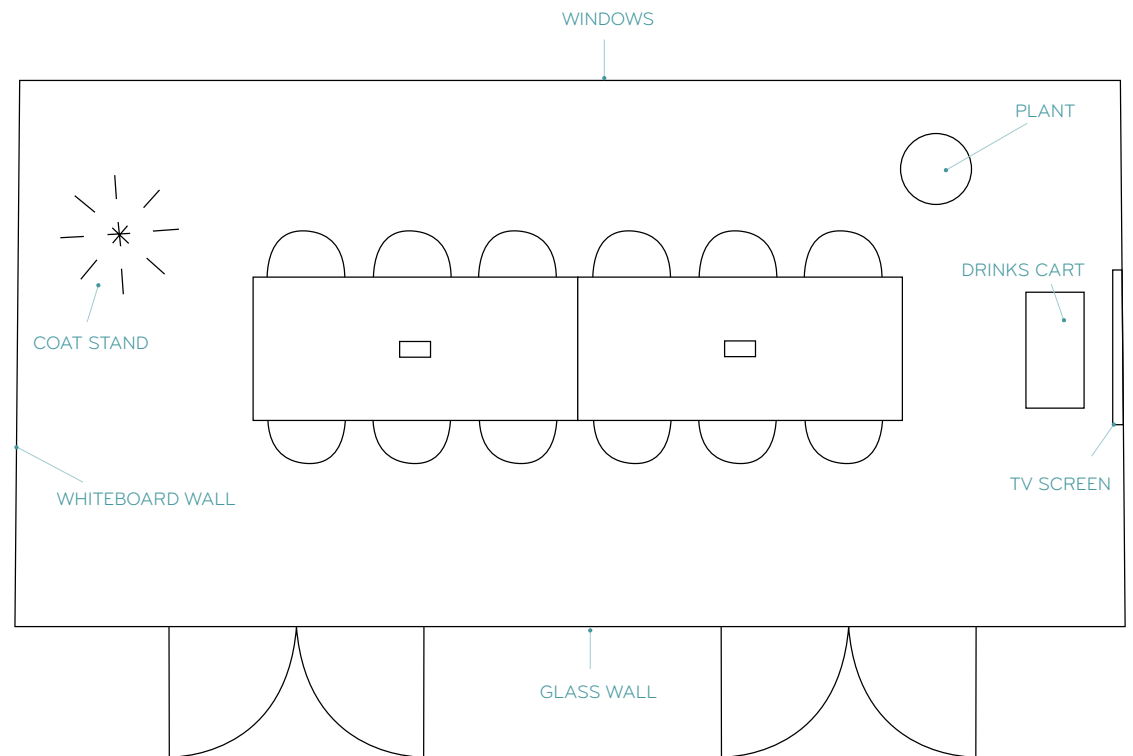 WINDOWS
PLANT
DRINKS CART
COAT STAND
TV SCREEN
WHITEBOARD WALL
GLASS WALL